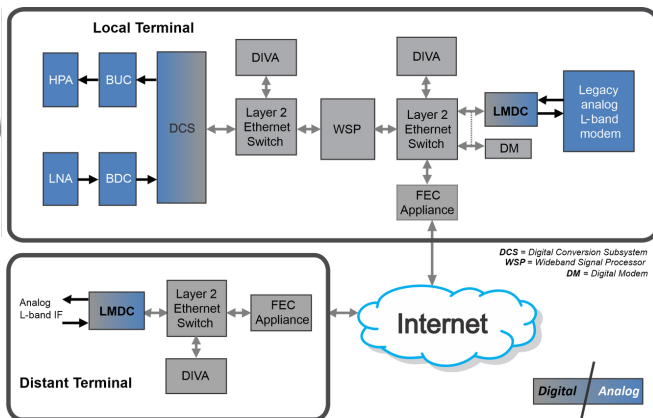 Local Terminal
DIVA
DIVA
HPA
BUC
DCS
Layer 2
Ethernet
Switch
WSP
Layer 2
Ethernet
Switch
LMDC
Legacy
analog
L-band
modem
DM
LNA
BDC
FEC
Appliance
DCS = Digital Conversion Subsystem
WSP = Wideband Signal Processor
DM = Digital Modem
Analog
L-band IF
LMDC
Layer 2
Ethernet
Switch
FEC
Appliance
Internet
DIVA
Distant Terminal
Digital
Analog